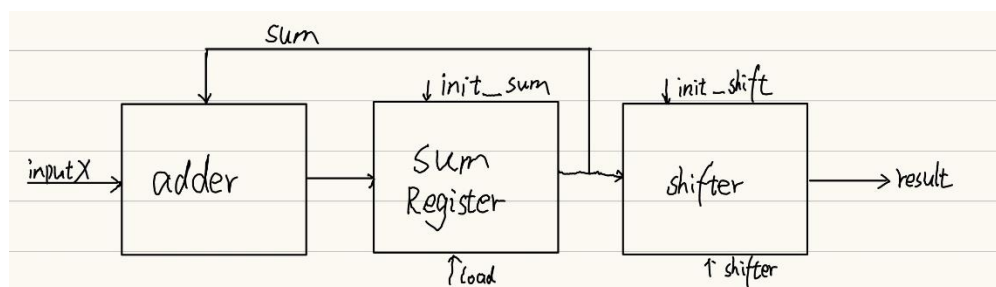 sum
init_sum
init_shift
inputX
adder
sum
Register
shifter
result
load
shifter